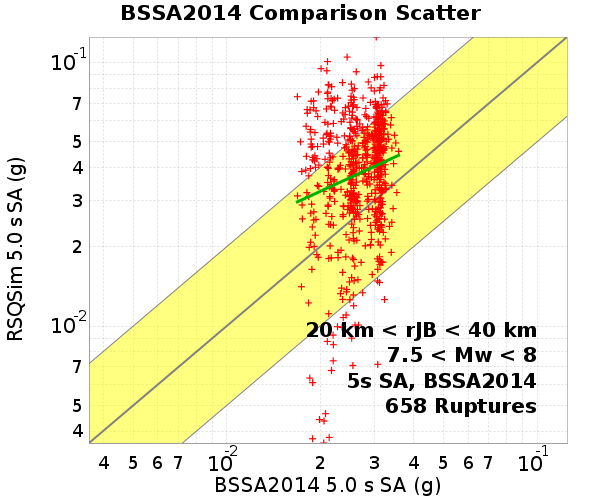 BSSA2014 Comparison Scatter
RSQSim 5.0 s SA (g)
10⁻¹
7
5
4
3
2
10⁻²
7
5
4
20 km < rJB < 40 km
7.5 < Mw < 8
5s SA, BSSA2014
658 Ruptures
4 5 6 7 10⁻² 2 3 4 5 6 7 10⁻¹
BSSA2014 5.0 s SA (g)